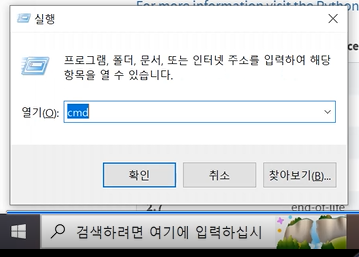 For more information visit the Python
실행
프로그램, 폴더, 문서, 또는 인터넷 주소를 입력하여 해당
항목을 열 수 있습니다.
열기(O):
cmd
확인
취소
찾아보기(B)...
2.7
end-of-life
검색하려면 여기에 입력하십시